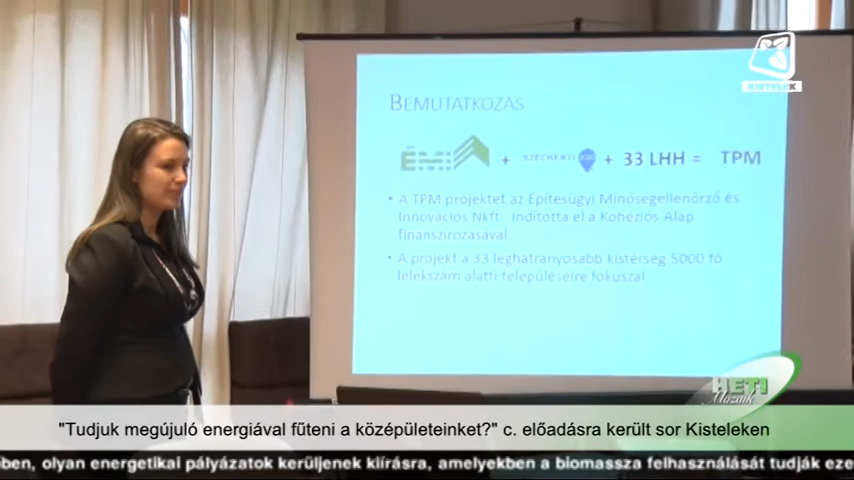 KISTELEK
BEMUTATKOZÁS
ÉMI + SZÉCHENYI 2020 + 33 LHH = TPM
• A TPM projektet az Építésügyi Minőségellenőrző és
Innovációs Nkft. Indította el a Kohéziós Alap
finanszírozásával.
• A projekt a 33 leghátrányosabb kistérség 5000 fő
lélekszám alatti településeire fókuszál
HETI
Mozaik
"Tudjuk megújuló energiával fűteni a középületeinket?" c. előadásra került sor Kisteleken
ben, olyan energetikai pályázatok kerüljenek kiírásra, amelyekben a biomassza felhasználását tudják eze